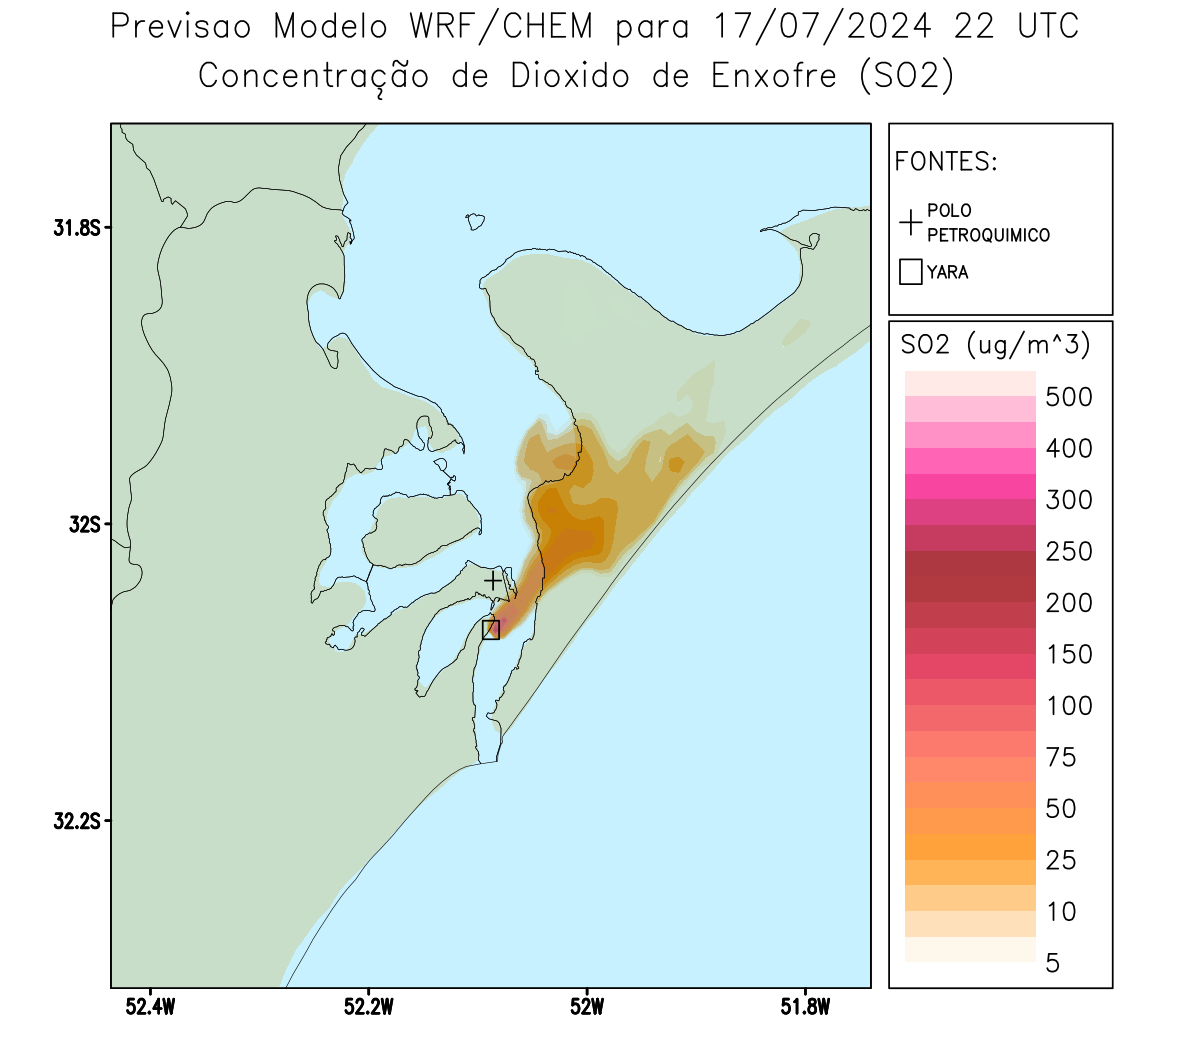 Previsao Modelo WRF/CHEM para 17/07/2024 22 UTC
Concentração de Dioxido de Enxofre (SO2)
FONTES:
POLO
PETROQUIMICO
YARA
SO2 (ug/m^3)
500
400
300
250
200
150
100
75
50
25
10
5
31.8S
32S
32.2S
52.4W
52.2W
52W
51.8W